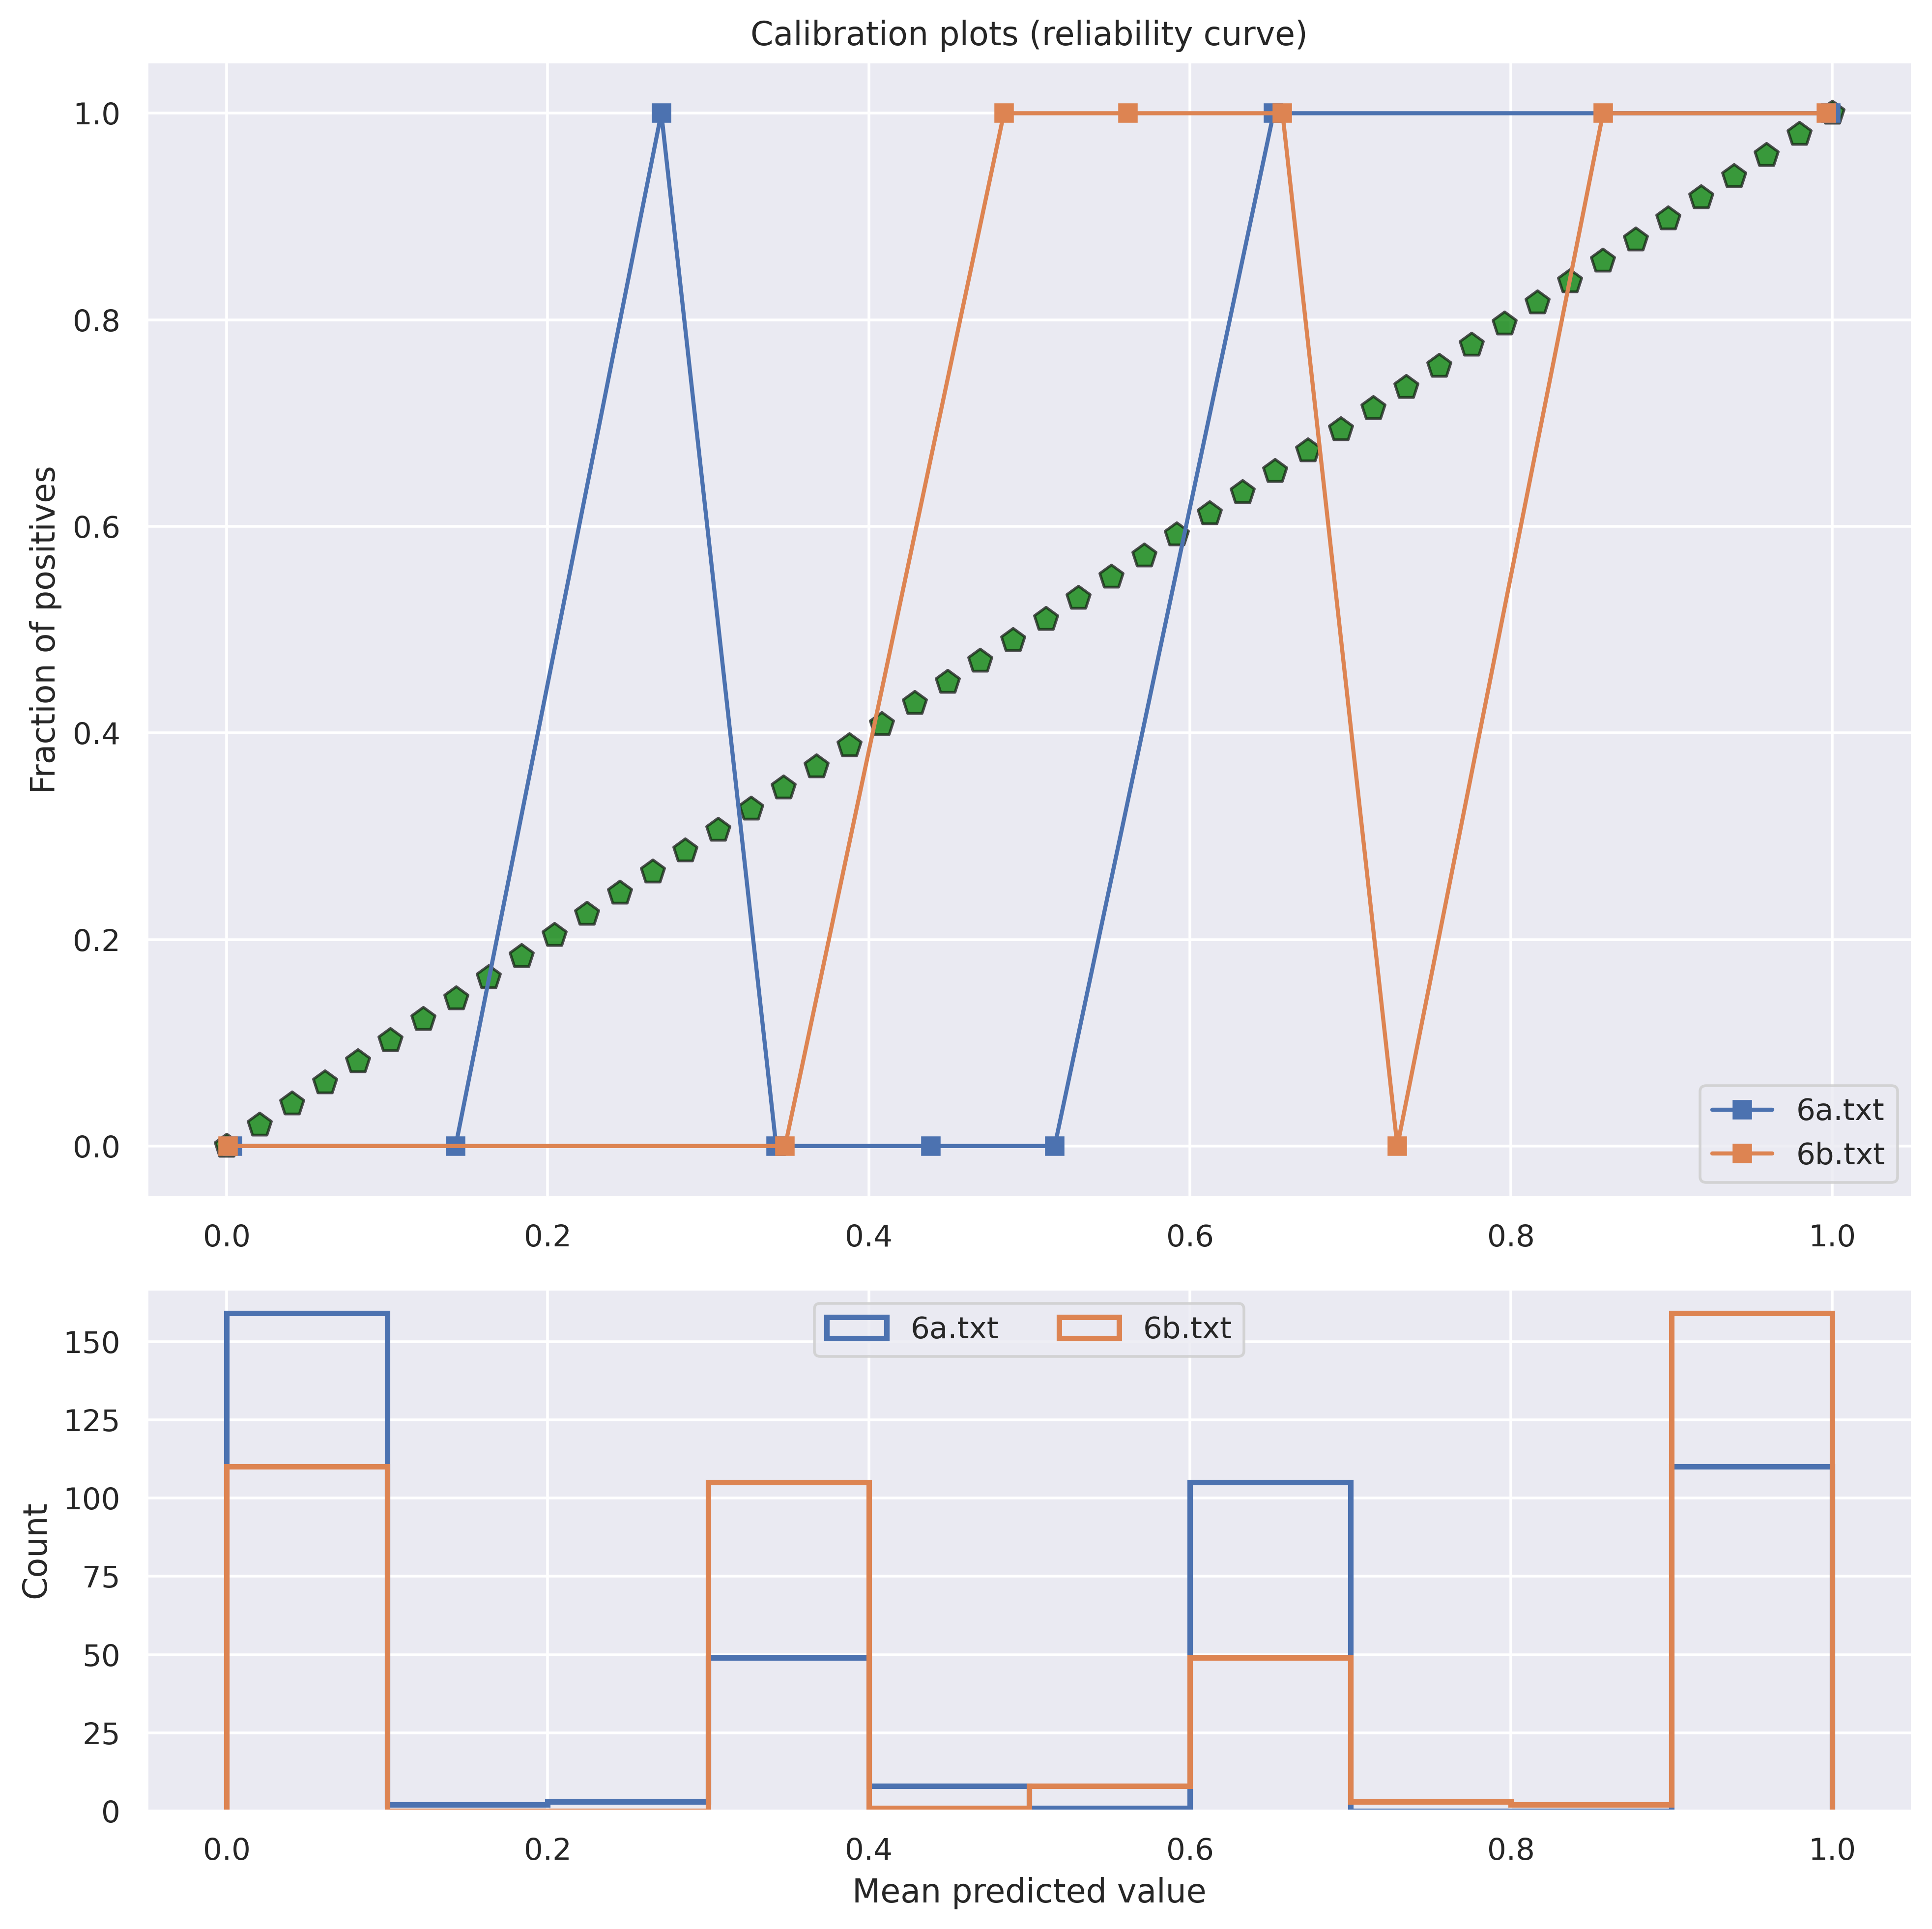 Calibration plots (reliability curve)
Fraction of positives
1.0
0.8
0.6
0.4
0.2
0.0
0.0 0.2 0.4 0.6 0.8 1.0
6a.txt
6b.txt
6a.txt 6b.txt
Count
150
125
100
75
50
25
0
0.0 0.2 0.4 0.6 0.8 1.0
Mean predicted value